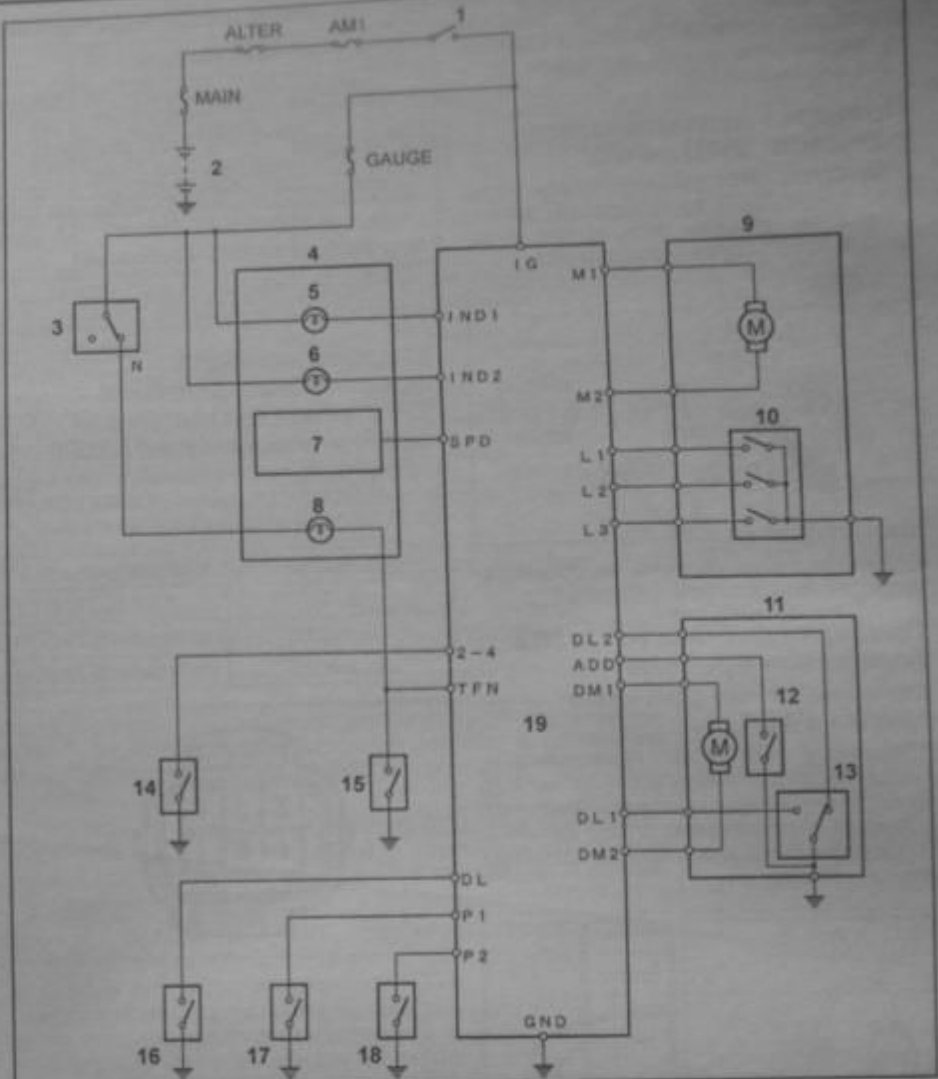 1
ALTER AM1
MAIN
2
GAUGE
3
N
4
5
6
7
8
9
10
M
11
12
M
13
14
15
16
17
18
19
IG
IND1
IND2
SPD
2-4
TFN
DL
P1
P2
GND
M1
M2
L1
L2
L3
DL2
ADD
DM1
DL1
DM2